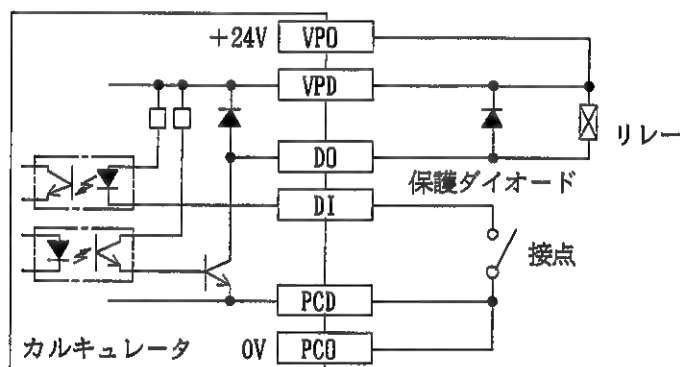 +24V VPO
VPD
リレー
DO
保護ダイオード
DI
接点
PCD
カルキュレータ 0V PCO